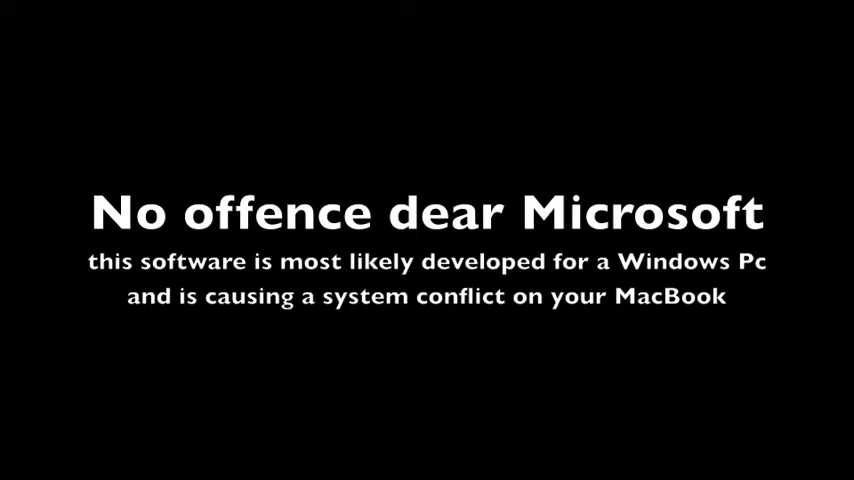 No offence dear Microsoft
this software is most likely developed for a Windows Pc
and is causing a system conflict on your MacBook